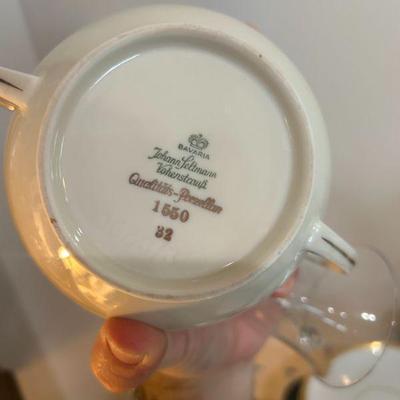 BAVARIA
Johann Seltmann
Vohenstrauß
Qualitäts-Porzellan
1550
32